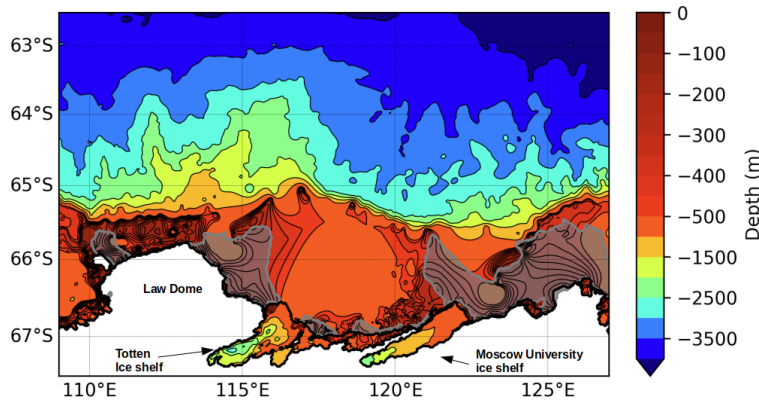 63°S
64°S
65°S
66°S
67°S
110°E
115°E
120°E
125°E
Law Dome
Totten
Ice shelf
Moscow University
ice shelf
0
−100
−200
−300
−400
−500
−1500
−2500
−3500
Depth (m)